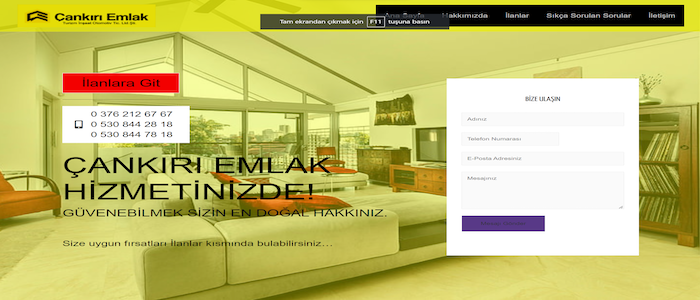 Çankırı Emlak
Turizm İnşaat Otomotiv Tic. Ltd Şti.
Tam ekrandan çıkmak için F11 tuşuna basın
Ana Sayfa Hakkımızda İlanlar Sıkça Sorulan Sorular İletişim
İlanlara Git
0 376 212 67 67
0 530 844 28 18
0 530 844 78 18
ÇANKIRI EMLAK
HİZMETİNİZDE!
GÜVENEBİLMEK SİZİN EN DOĞAL HAKKINIZ.
Size uygun fırsatları İlanlar kısmında bulabilirsiniz...
BİZE ULAŞIN
Adınız
Telefon Numarası
E-Posta Adresiniz
Mesajınız